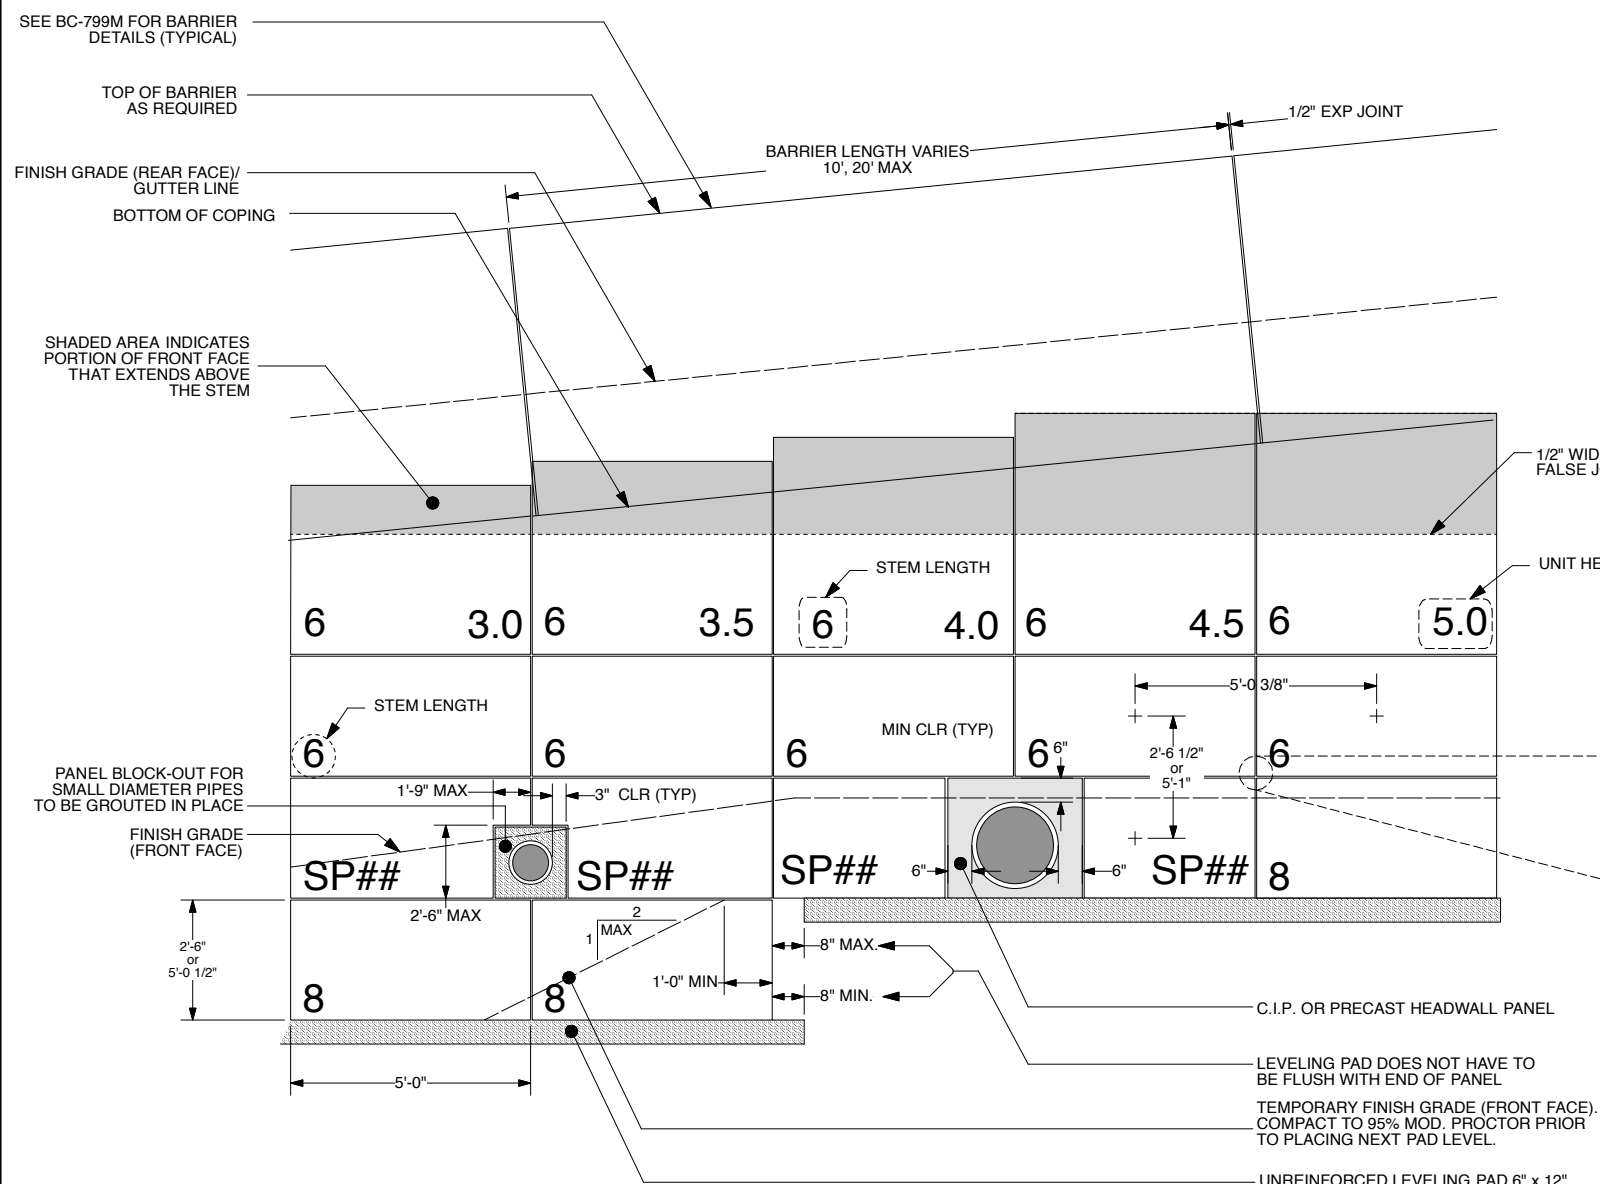 SEE BC-799M FOR BARRIER
DETAILS (TYPICAL)
TOP OF BARRIER
AS REQUIRED
1/2" EXP JOINT
BARRIER LENGTH VARIES
10', 20' MAX
FINISH GRADE (REAR FACE)/
GUTTER LINE
BOTTOM OF COPING
SHADED AREA INDICATES
PORTION OF FRONT FACE
THAT EXTENDS ABOVE
THE STEM
1/2" WID
FALSE J
STEM LENGTH
UNIT HE
6 3.0 6 3.5 6 4.0 6 4.5 6 5.0
5'-0 3/8"
STEM LENGTH
MIN CLR (TYP)
6 6 6 6 6" 6
2'-6 1/2"
or
5'-1"
PANEL BLOCK-OUT FOR
SMALL DIAMETER PIPES
TO BE GROUTED IN PLACE
1'-9" MAX
3" CLR (TYP)
FINISH GRADE
(FRONT FACE)
SP## SP## SP## 6" 6" SP## 8
2'-6" MAX
2'-6"
or
5'-0 1/2"
2
1 MAX
8" MAX.
1'-0" MIN
8" MIN.
8 8
C.I.P. OR PRECAST HEADWALL PANEL
LEVELING PAD DOES NOT HAVE TO
BE FLUSH WITH END OF PANEL
5'-0"
TEMPORARY FINISH GRADE (FRONT FACE).
COMPACT TO 95% MOD. PROCTOR PRIOR
TO PLACING NEXT PAD LEVEL.
UNREINFORCED LEVELING PAD 6" x 12"